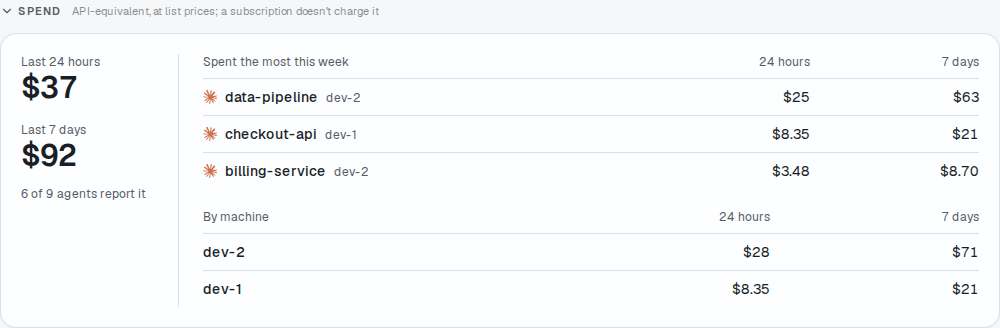 SPEND API-equivalent, at list prices; a subscription doesn't charge it
Last 24 hours
$37
Last 7 days
$92
6 of 9 agents report it
Spent the most this week 24 hours 7 days
data-pipeline dev-2 $25 $63
checkout-api dev-1 $8.35 $21
billing-service dev-2 $3.48 $8.70
By machine 24 hours 7 days
dev-2 $28 $71
dev-1 $8.35 $21